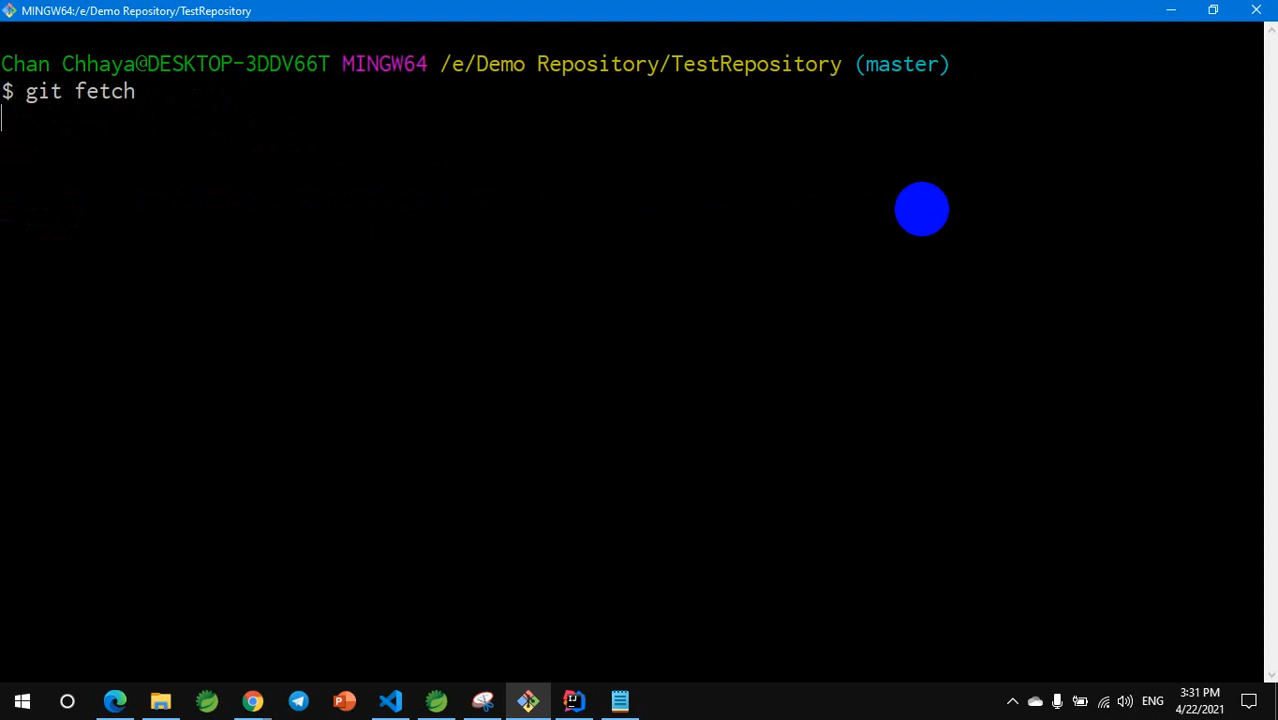 MINGW64:/e/Demo Repository/TestRepository
Chan Chhaya@DESKTOP-3DDV66T MINGW64 /e/Demo Repository/TestRepository (master)
$ git fetch
ENG
3:31 PM
4/22/2021